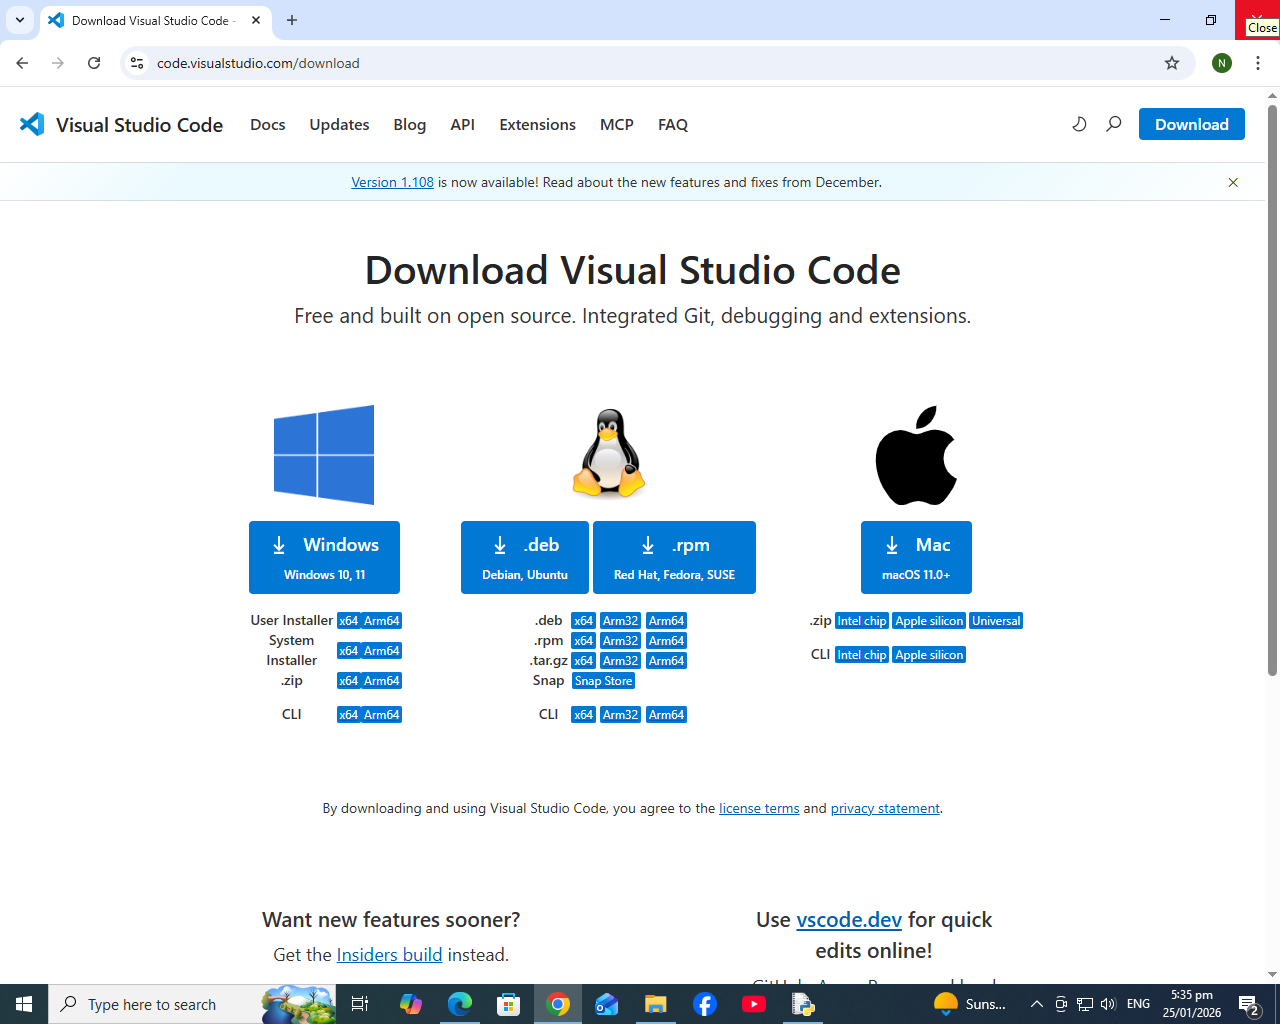 Download Visual Studio Code -
Close
code.visualstudio.com/download
N
Visual Studio Code Docs Updates Blog API Extensions MCP FAQ Download
Version 1.108 is now available! Read about the new features and fixes from December.
Download Visual Studio Code
Free and built on open source. Integrated Git, debugging and extensions.
Windows
Windows 10, 11
.deb
Debian, Ubuntu
.rpm
Red Hat, Fedora, SUSE
Mac
macOS 11.0+
User Installer x64 Arm64
System
Installer x64 Arm64
.zip x64 Arm64
CLI x64 Arm64
.deb x64 Arm32 Arm64
.rpm x64 Arm32 Arm64
.tar.gz x64 Arm32 Arm64
Snap Snap Store
CLI x64 Arm32 Arm64
.zip Intel chip Apple silicon Universal
CLI Intel chip Apple silicon
By downloading and using Visual Studio Code, you agree to the license terms and privacy statement.
Want new features sooner?
Get the Insiders build instead.
Use vscode.dev for quick
edits online!
Type here to search
Suns...
ENG
5:35 pm
25/01/2026
2